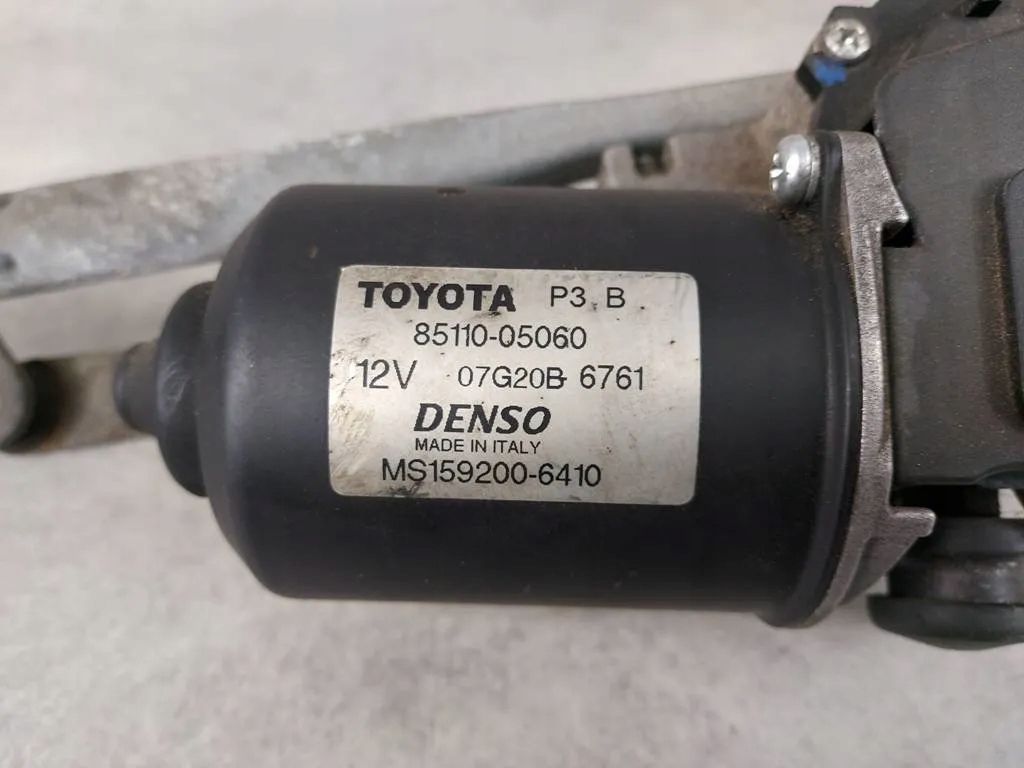 TOYOTA P3 B
85110-05060
12V 07G20B 6761
DENSO
MADE IN ITALY
MS159200-6410